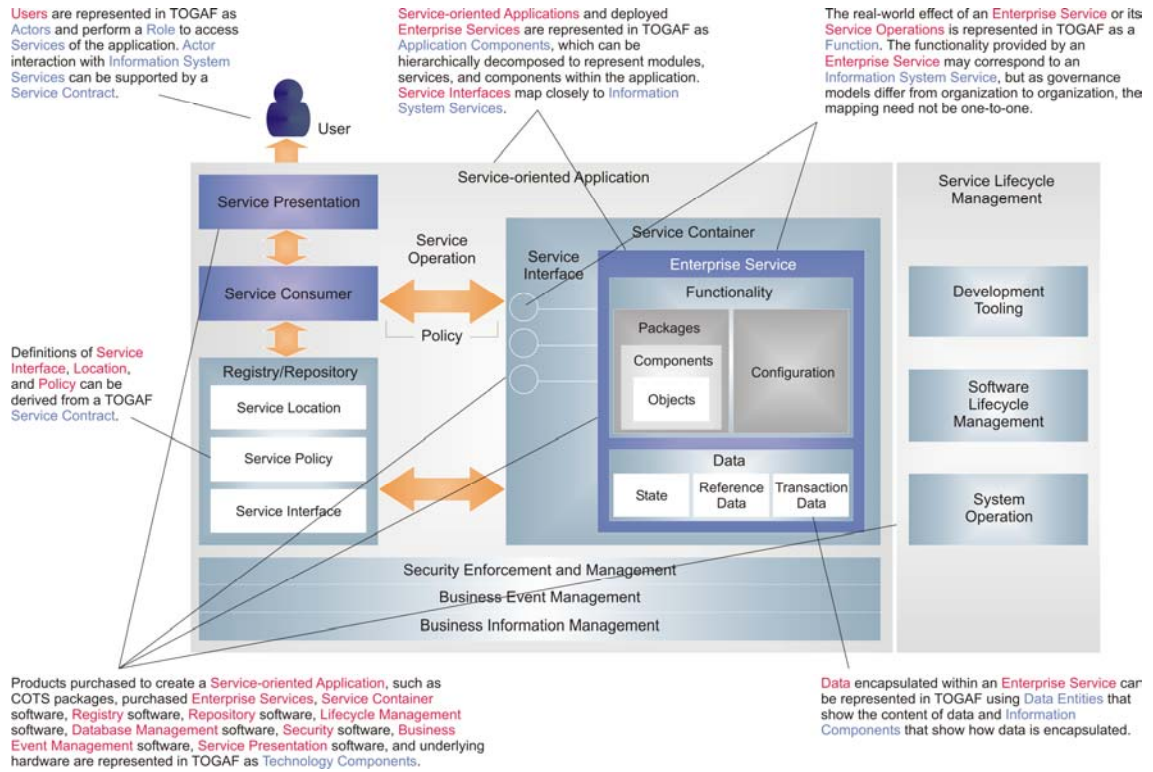 Users are represented in TOGAF as
Actors and perform a Role to access
Services of the application. Actor
interaction with Information System
Services can be supported by a
Service Contract.
Service-oriented Applications and deployed
Enterprise Services are represented in TOGAF as
Application Components, which can be
hierarchically decomposed to represent modules,
services, and components within the application.
Service Interfaces map closely to Information
System Services.
The real-world effect of an Enterprise Service or its
Service Operations is represented in TOGAF as a
Function. The functionality provided by an
Enterprise Service may correspond to an
Information System Service, but as governance
models differ from organization to organization, the
mapping need not be one-to-one.
User
Service-oriented Application
Service Lifecycle
Management
Service Presentation
Service
Operation
Service Container
Service
Interface
Enterprise Service
Service Consumer
Functionality
Development
Tooling
Policy
Packages
Components
Objects
Configuration
Definitions of Service
Interface, Location,
and Policy can be
derived from a TOGAF
Service Contract.
Registry/Repository
Service Location
Service Policy
Service Interface
Software
Lifecycle
Management
Data
State
Reference
Data
Transaction
Data
System
Operation
Security Enforcement and Management
Business Event Management
Business Information Management
Products purchased to create a Service-oriented Application, such as
COTS packages, purchased Enterprise Services, Service Container
software, Registry software, Repository software, Lifecycle Management
software, Database Management software, Security software, Business
Event Management software, Service Presentation software, and underlying
hardware are represented in TOGAF as Technology Components.
Data encapsulated within an Enterprise Service can
be represented in TOGAF using Data Entities that
show the content of data and Information
Components that show how data is encapsulated.